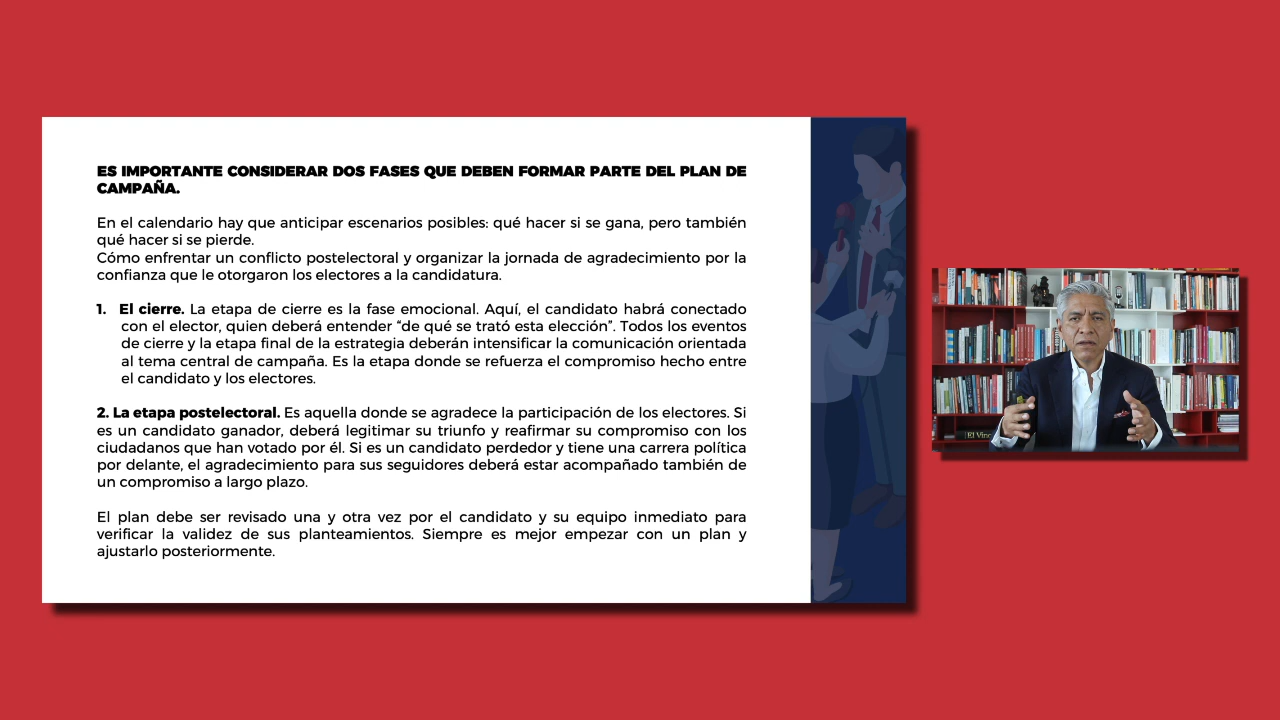 ES IMPORTANTE CONSIDERAR DOS FASES QUE DEBEN FORMAR PARTE DEL PLAN DE
CAMPAÑA.
En el calendario hay que anticipar escenarios posibles: qué hacer si se gana, pero también
qué hacer si se pierde.
Cómo enfrentar un conflicto postelectoral y organizar la jornada de agradecimiento por la
confianza que le otorgaron los electores a la candidatura.
1. El cierre. La etapa de cierre es la fase emocional. Aquí, el candidato habrá conectado
con el elector, quien deberá entender “de qué se trató esta elección”. Todos los eventos
de cierre y la etapa final de la estrategia deberán intensificar la comunicación orientada
al tema central de campaña. Es la etapa donde se refuerza el compromiso hecho entre
el candidato y los electores.
2. La etapa postelectoral. Es aquella donde se agradece la participación de los electores. Si
es un candidato ganador, deberá legitimar su triunfo y reafirmar su compromiso con los
ciudadanos que han votado por él. Si es un candidato perdedor y tiene una carrera política
por delante, el agradecimiento para sus seguidores deberá estar acompañado también de
un compromiso a largo plazo.
El plan debe ser revisado una y otra vez por el candidato y su equipo inmediato para
verificar la validez de sus planteamientos. Siempre es mejor empezar con un plan y
ajustarlo posteriormente.
El Vinc